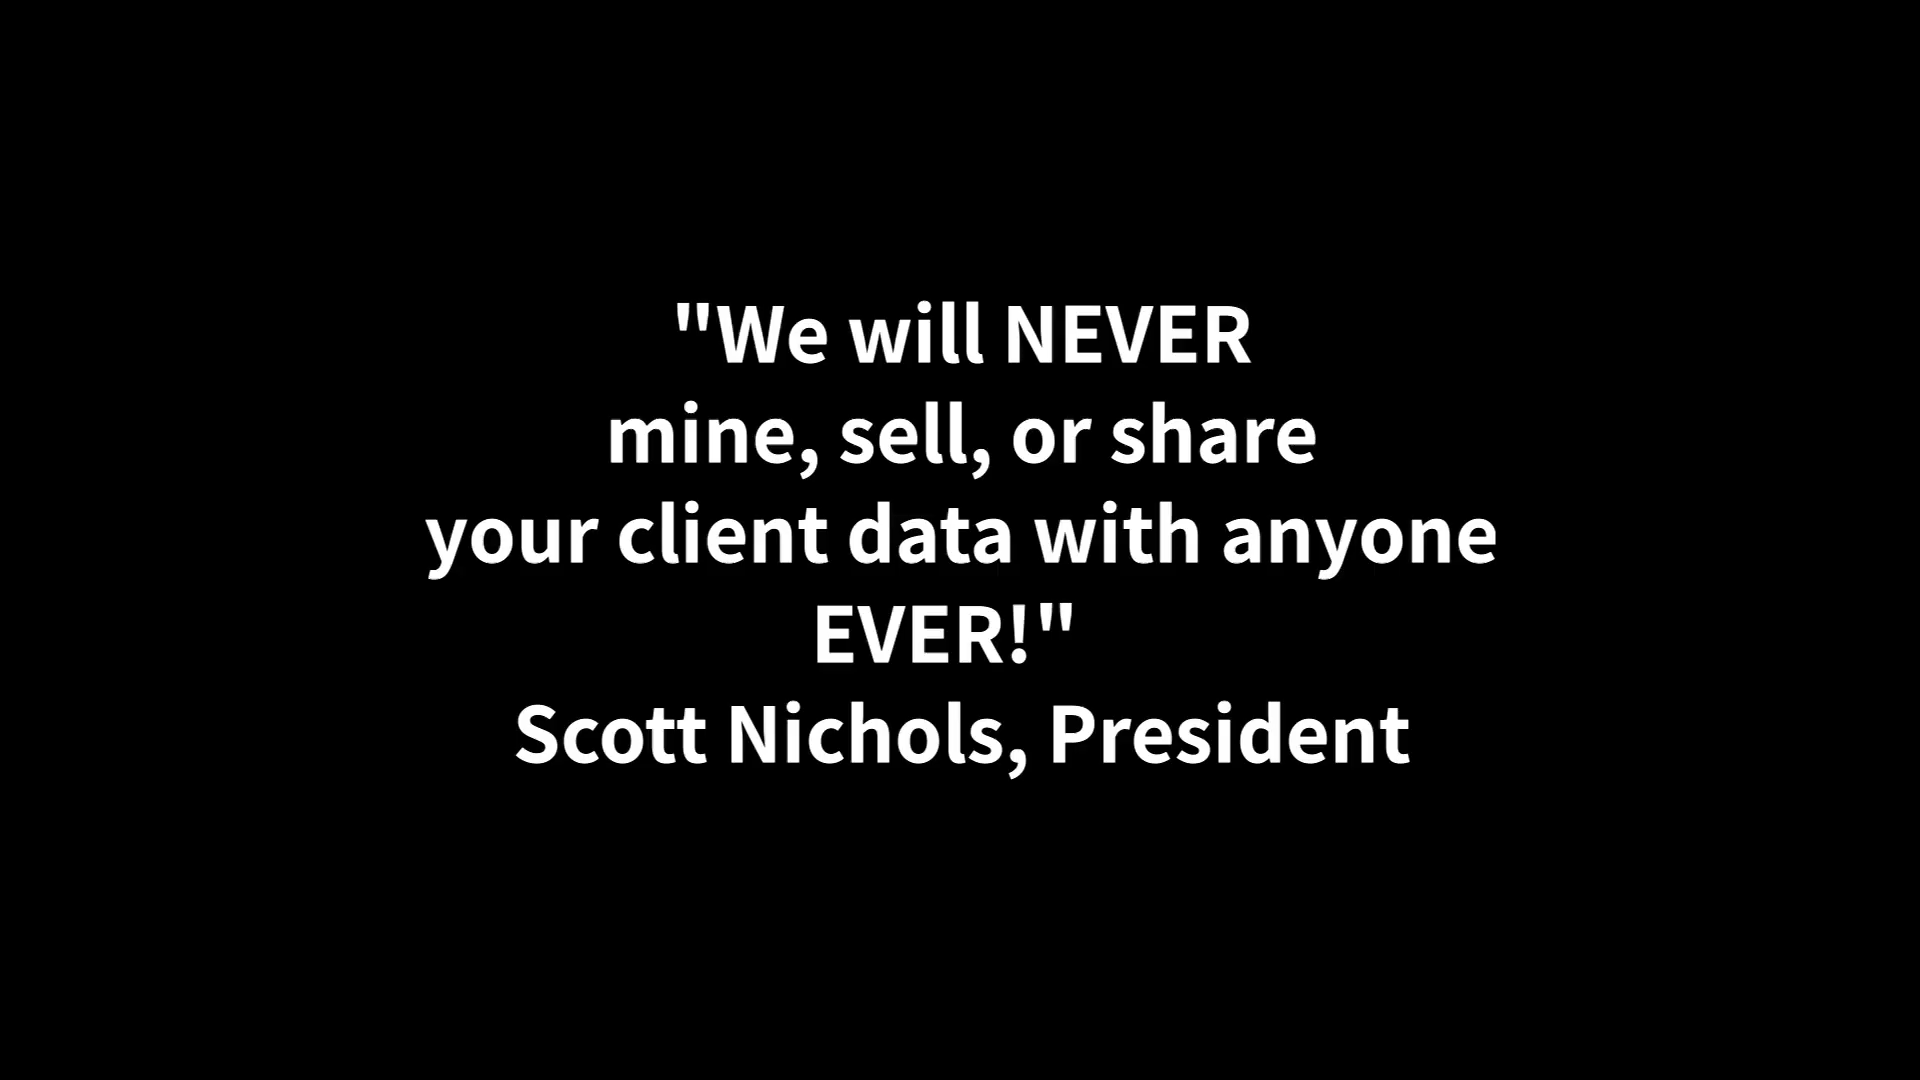 "We will NEVER
mine, sell, or share
your client data with anyone
EVER!"
Scott Nichols, President